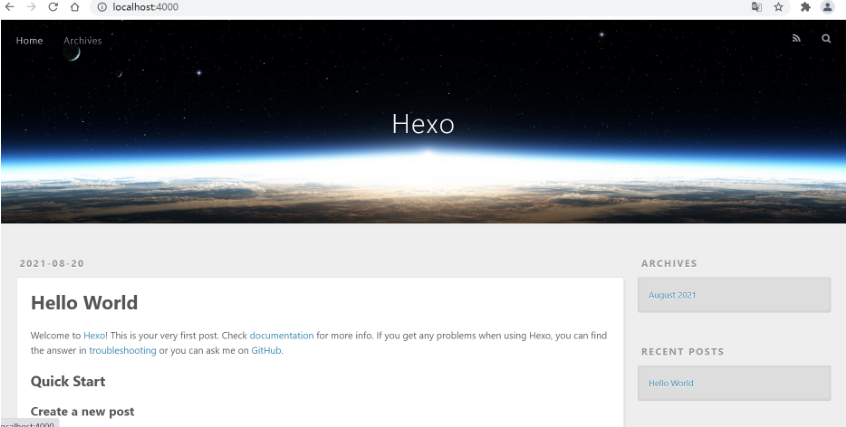 localhost:4000
Home Archives
Hexo
2021-08-20
Hello World
Welcome to Hexo! This is your very first post. Check documentation for more info. If you get any problems when using Hexo, you can find
the answer in troubleshooting or you can ask me on GitHub.
Quick Start
Create a new post
ARCHIVES
August 2021
RECENT POSTS
Hello World
localhost:4000